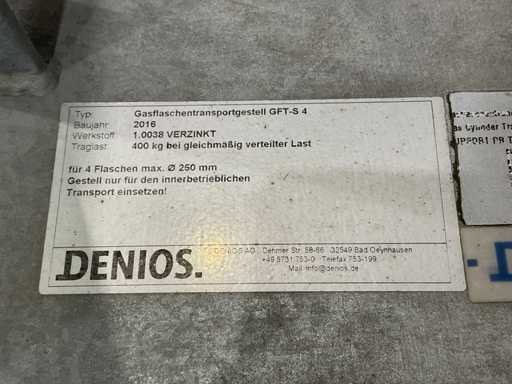 Typ: Gasflaschentransportgestell GFT-S 4
Baujahr: 2016
Werkstoff: 1.0038 VERZINKT
Traglast: 400 kg bei gleichmäßig verteilter Last
für 4 Flaschen max. Ø 250 mm
Gestell nur für den innerbetrieblichen
Transport einsetzen!
DENIOS.
DENIOS AG Dehmer Str. 58-66 32549 Bad Oeynhausen
+49 5731 753-0 Telefax 753-199
Mail: info@denios.de
Cylinder